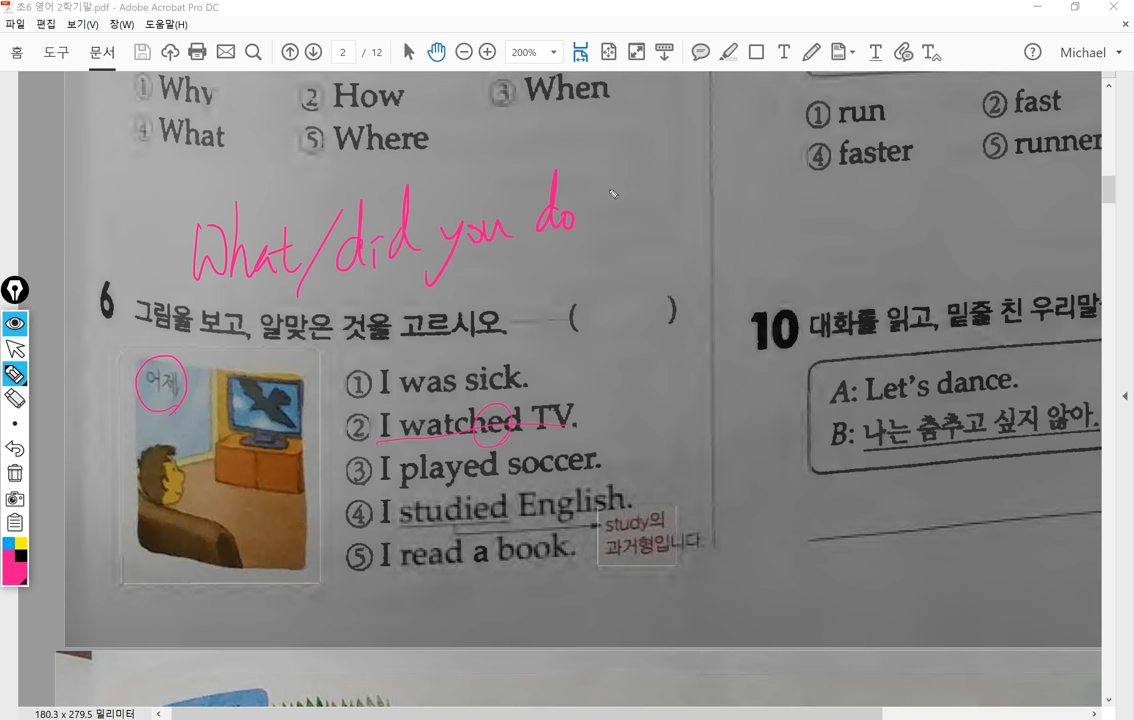 초6 영어 2학기말.pdf - Adobe Acrobat Pro DC
파일 편집 보기(V) 창(W) 도움말(H)
홈 도구 문서 2 / 12 200% Michael
① Why ② How ③ When
④ What ⑤ Where
What/did you do
6 그림을 보고, 알맞은 것을 고르시오. ( )
어제
① I was sick.
② I watched TV.
③ I played soccer.
④ I studied English.
study의
과거형입니다.
⑤ I read a book.
① run ② fast
④ faster ⑤ runner
10 대화를 읽고, 밑줄 친 우리말
A: Let's dance.
B: 나는 춤추고 싶지 않아.
180.3 x 279.5 밀리미터